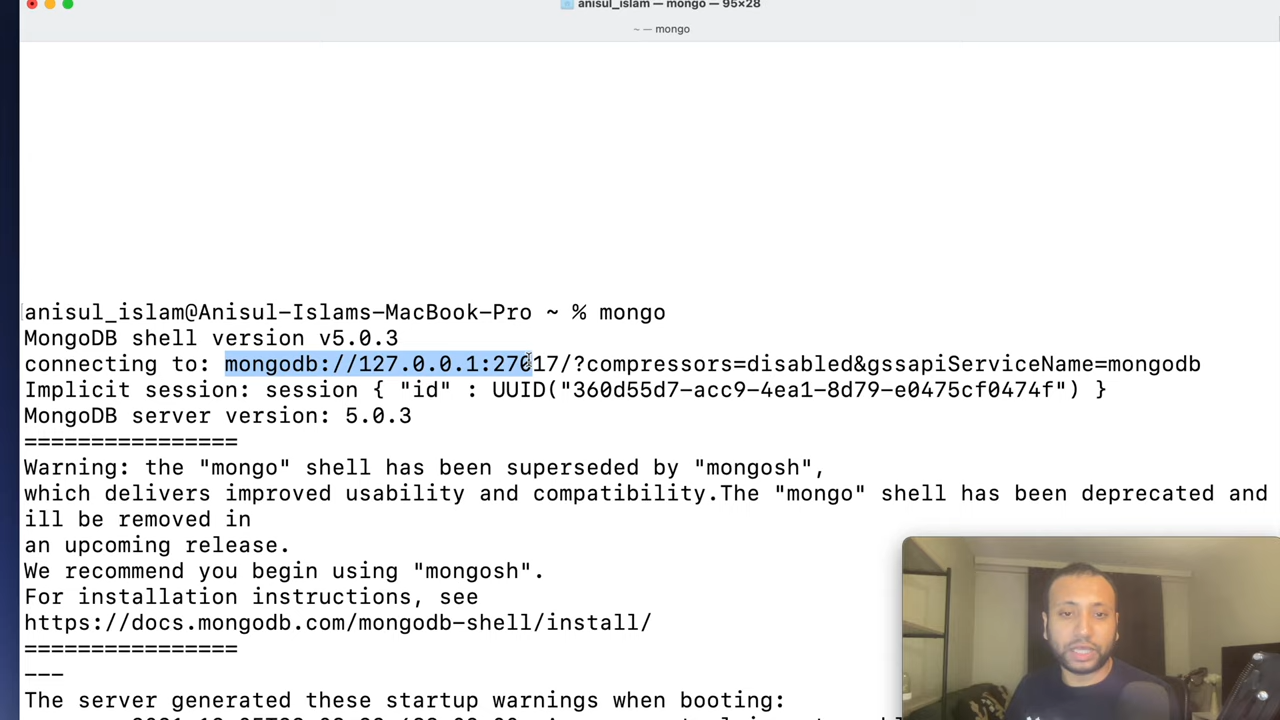 anisul_islam — mongo — 95×28
~ — mongo
anisul_islam@Anisul-Islams-MacBook-Pro ~ % mongo
MongoDB shell version v5.0.3
connecting to: mongodb://127.0.0.1:27017/?compressors=disabled&gssapiServiceName=mongodb
Implicit session: session { "id" : UUID("360d55d7-acc9-4ea1-8d79-e0475cf0474f") }
MongoDB server version: 5.0.3
================
Warning: the "mongo" shell has been superseded by "mongosh",
which delivers improved usability and compatibility.The "mongo" shell has been deprecated and
ill be removed in
an upcoming release.
We recommend you begin using "mongosh".
For installation instructions, see
https://docs.mongodb.com/mongodb-shell/install/
================
---
The server generated these startup warnings when booting: